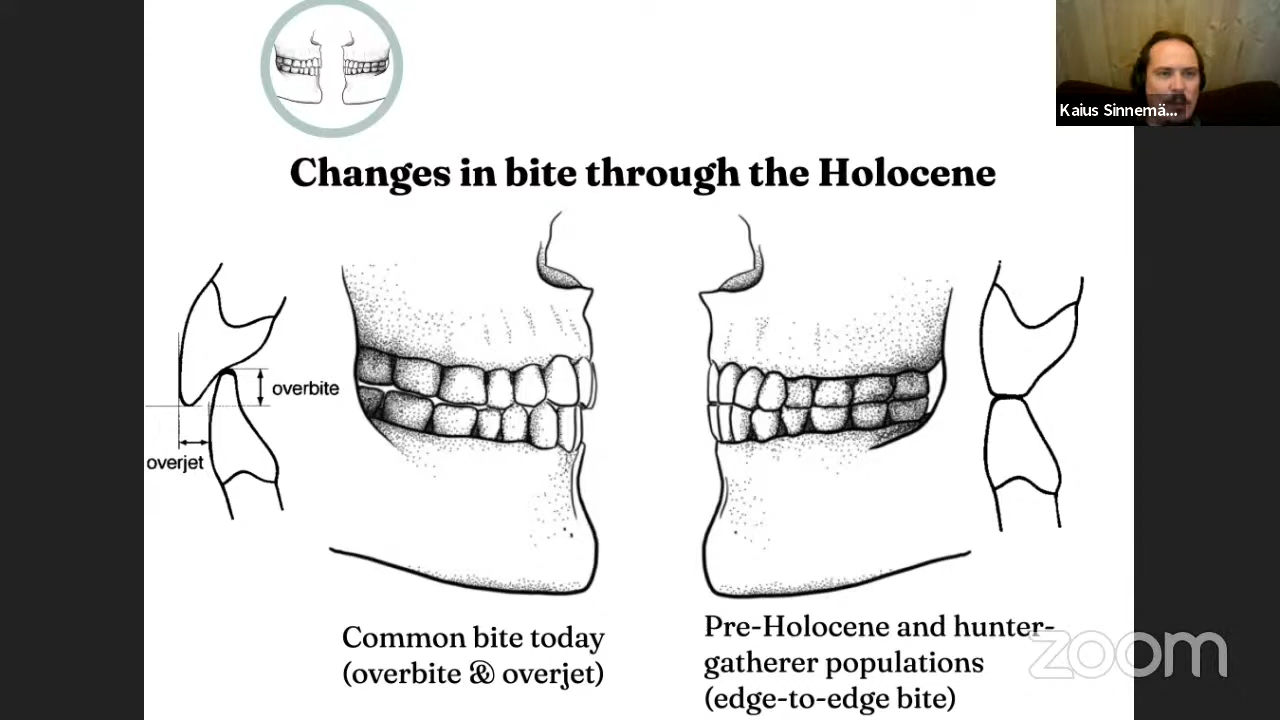 Kaius Sinnemä...
Changes in bite through the Holocene
overbite
overjet
Common bite today
(overbite & overjet)
Pre-Holocene and hunter-
gatherer populations
(edge-to-edge bite)
zoom